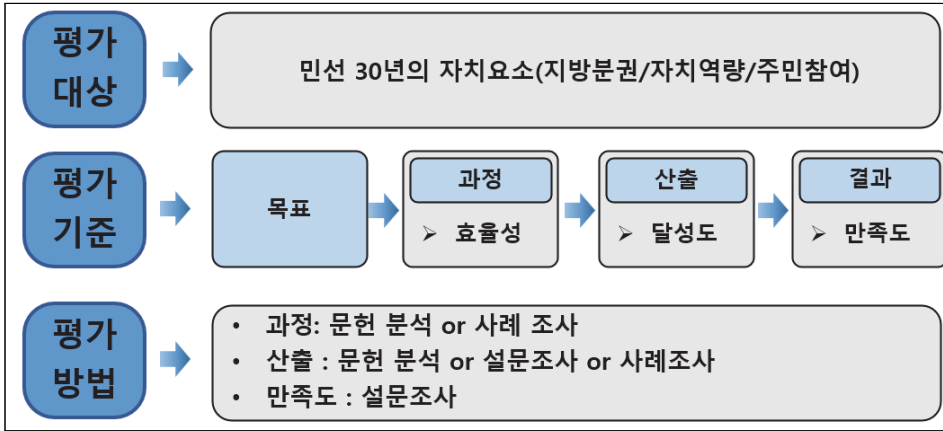 평가
대상
민선 30년의 자치요소(지방분권/자치역량/주민참여)
평가
기준
목표
과정
➢ 효율성
산출
➢ 달성도
결과
➢ 만족도
평가
방법
• 과정: 문헌 분석 or 사례 조사
• 산출 : 문헌 분석 or 설문조사 or 사례조사
• 만족도 : 설문조사